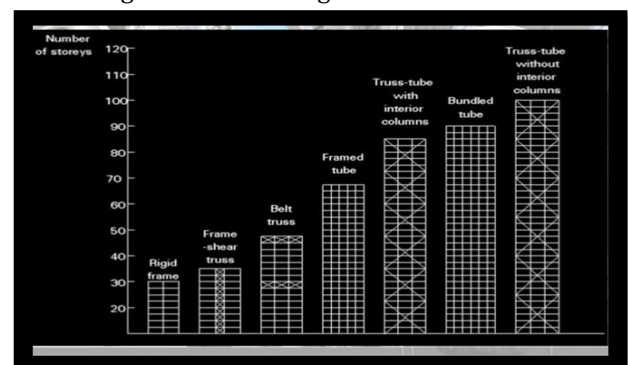 Number
of storeys
120
110
100
90
80
70
60
50
40
30
20
Rigid
frame
Frame
-shear
truss
Belt
truss
Framed
tube
Truss-tube
with
interior
columns
Bundled
tube
Truss-tube
without
interior
columns